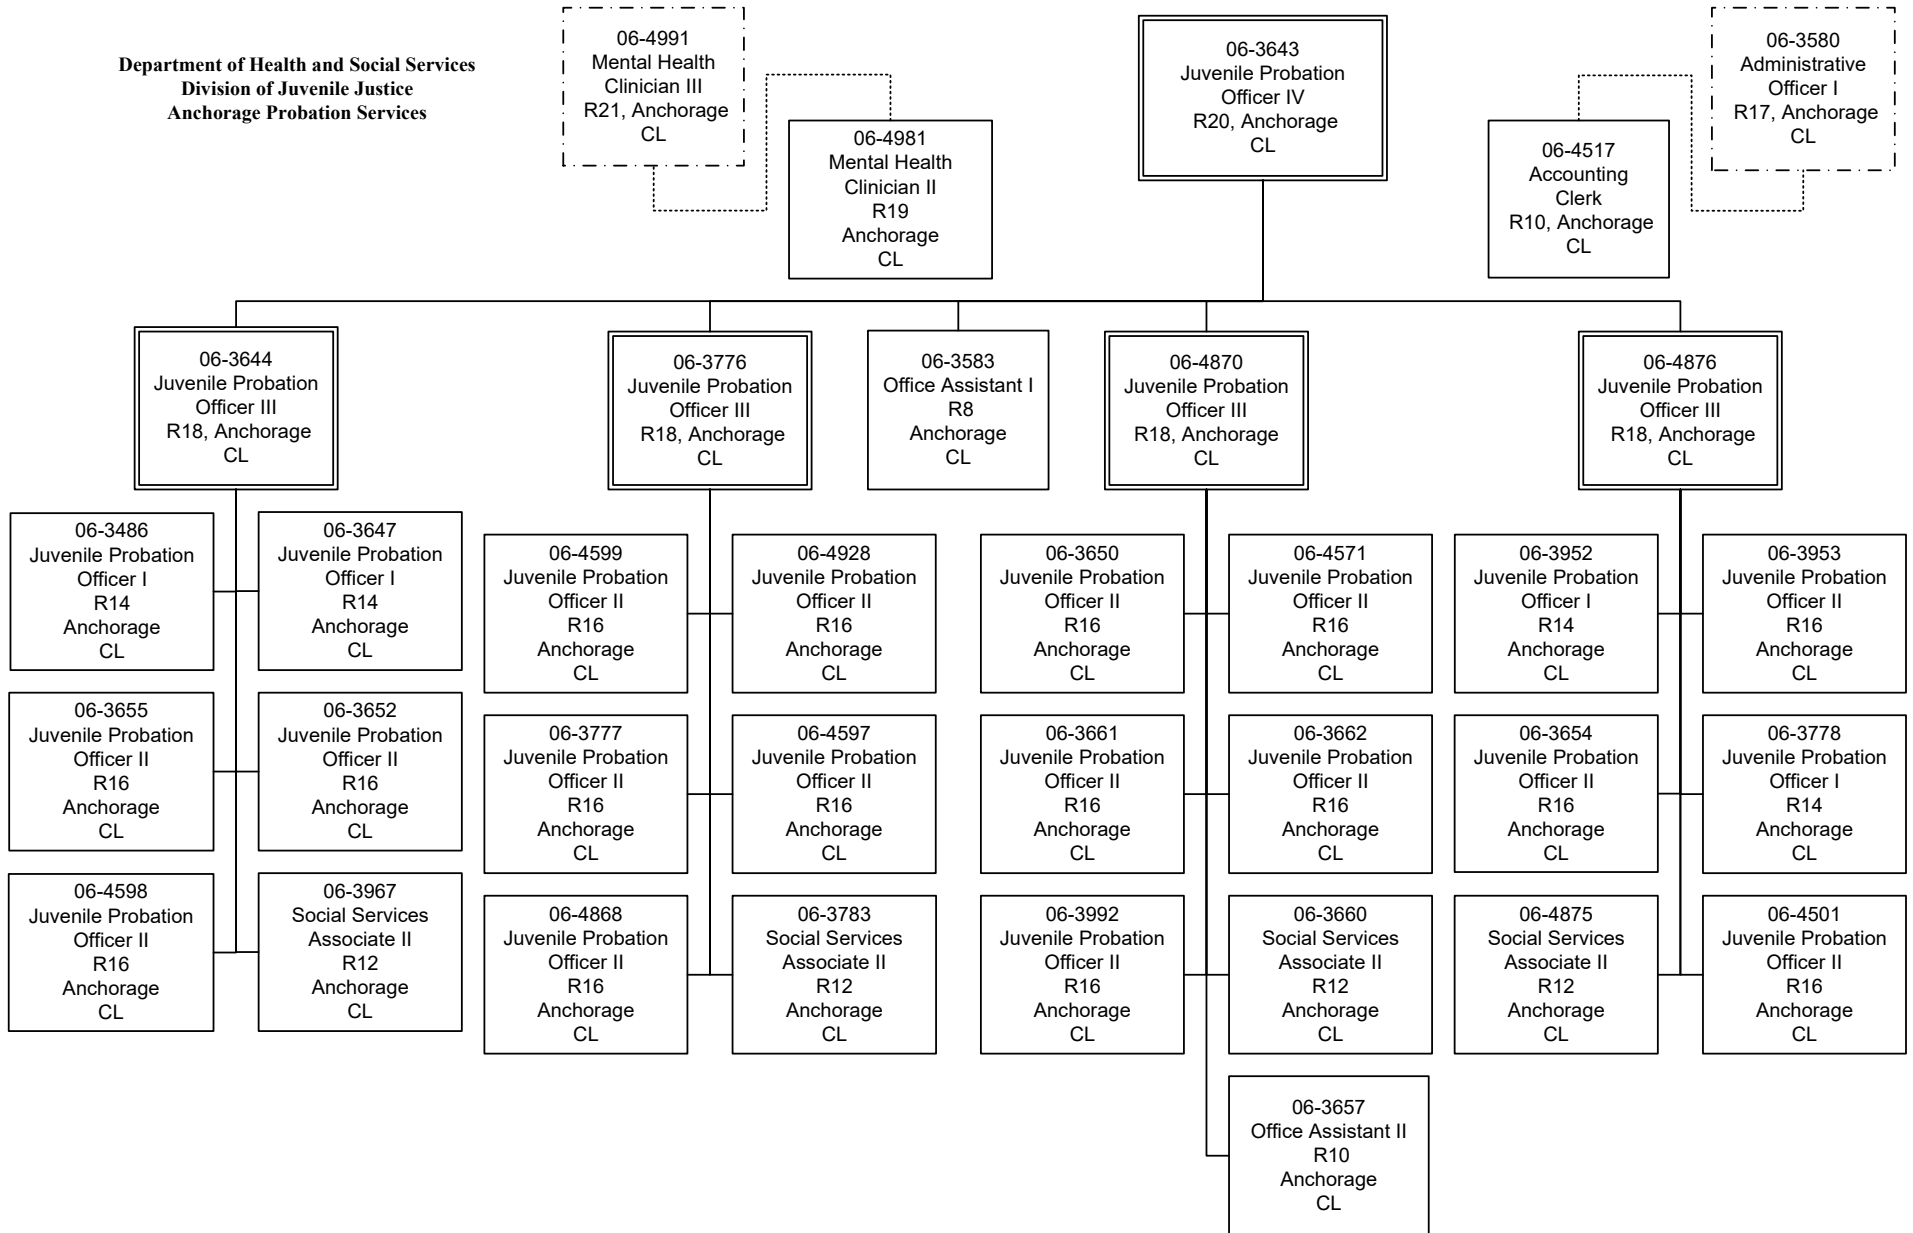 Department of Health and Social Services
Division of Juvenile Justice
Anchorage Probation Services
06-4991
Mental Health
Clinician III
R21, Anchorage
CL
06-4981
Mental Health
Clinician II
R19
Anchorage
CL
06-3643
Juvenile Probation
Officer IV
R20, Anchorage
CL
06-4517
Accounting
Clerk
R10, Anchorage
CL
06-3580
Administrative
Officer I
R17, Anchorage
CL
06-3644
Juvenile Probation
Officer III
R18, Anchorage
CL
06-3776
Juvenile Probation
Officer III
R18, Anchorage
CL
06-3583
Office Assistant I
R8
Anchorage
CL
06-4870
Juvenile Probation
Officer III
R18, Anchorage
CL
06-4876
Juvenile Probation
Officer III
R18, Anchorage
CL
06-3486
Juvenile Probation
Officer I
R14
Anchorage
CL
06-3647
Juvenile Probation
Officer I
R14
Anchorage
CL
06-4599
Juvenile Probation
Officer II
R16
Anchorage
CL
06-4928
Juvenile Probation
Officer II
R16
Anchorage
CL
06-3650
Juvenile Probation
Officer II
R16
Anchorage
CL
06-4571
Juvenile Probation
Officer II
R16
Anchorage
CL
06-3952
Juvenile Probation
Officer I
R14
Anchorage
CL
06-3953
Juvenile Probation
Officer II
R16
Anchorage
CL
06-3655
Juvenile Probation
Officer II
R16
Anchorage
CL
06-3652
Juvenile Probation
Officer II
R16
Anchorage
CL
06-3777
Juvenile Probation
Officer II
R16
Anchorage
CL
06-4597
Juvenile Probation
Officer II
R16
Anchorage
CL
06-3661
Juvenile Probation
Officer II
R16
Anchorage
CL
06-3662
Juvenile Probation
Officer II
R16
Anchorage
CL
06-3654
Juvenile Probation
Officer II
R16
Anchorage
CL
06-3778
Juvenile Probation
Officer I
R14
Anchorage
CL
06-4598
Juvenile Probation
Officer II
R16
Anchorage
CL
06-3967
Social Services
Associate II
R12
Anchorage
CL
06-4868
Juvenile Probation
Officer II
R16
Anchorage
CL
06-3783
Social Services
Associate II
R12
Anchorage
CL
06-3992
Juvenile Probation
Officer II
R16
Anchorage
CL
06-3660
Social Services
Associate II
R12
Anchorage
CL
06-4875
Social Services
Associate II
R12
Anchorage
CL
06-4501
Juvenile Probation
Officer II
R16
Anchorage
CL
06-3657
Office Assistant II
R10
Anchorage
CL